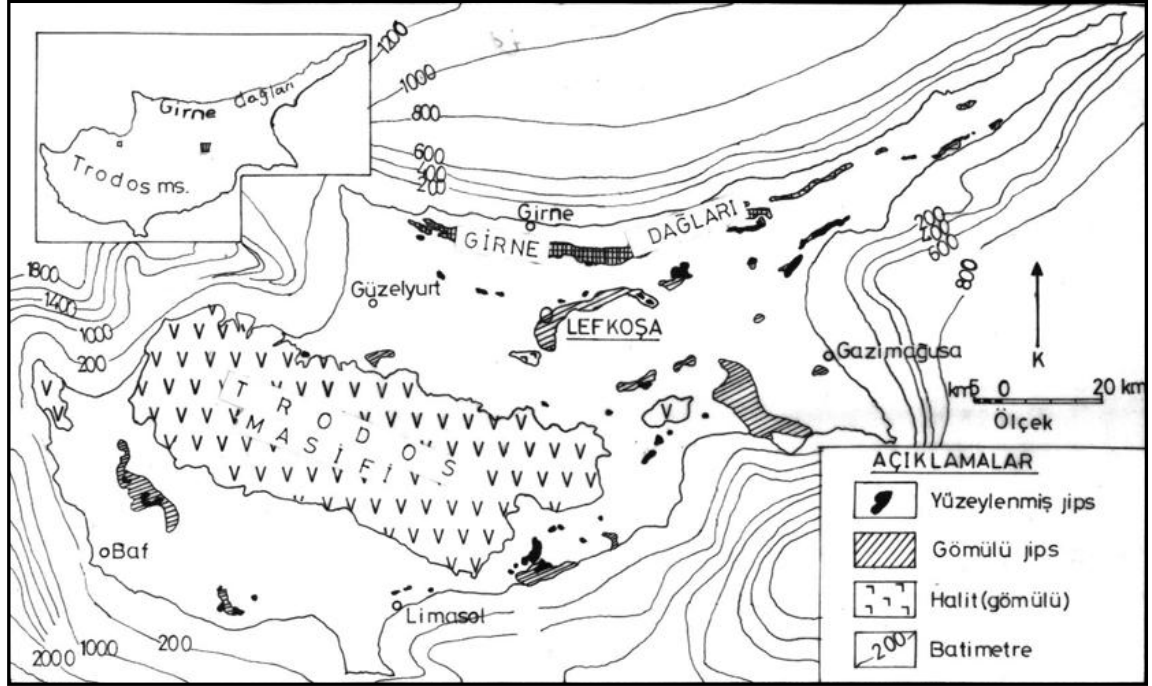 1200
1000
800
600
400
200
Girne dağları
Trodos ms.
Girne
GİRNE DAĞLARI
200
400
600
800
1800
1400
1000
200
Güzelyurt
LEFKOŞA
Gazimağusa
K
km5 0 20 km
Ölçek
TRODOS
MASİFİ
V
Baf
Limasol
2000
1000
200
AÇIKLAMALAR
Yüzeylenmiş jips
Gömülü jips
Halit(gömülü)
200
Batimetre